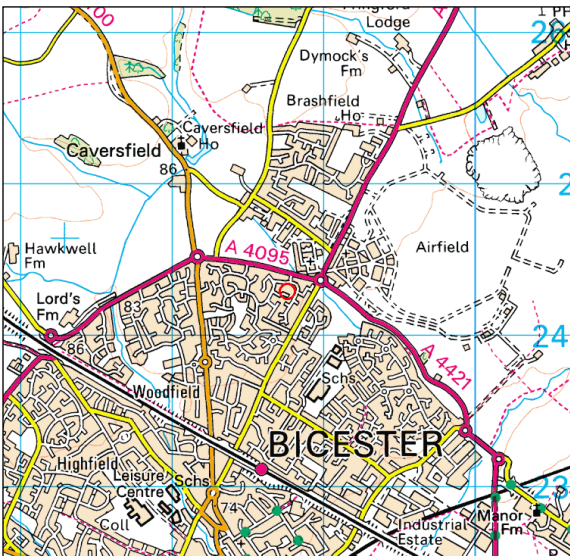 Lodge
Dymock's
Fm
Brashfield
Ho
Caversfield
Ho
Caversfield
86
A 4095
Airfield
Hawkwell
Fm
Lord's
Fm
83
86
24
A 4421
Schs
Woodfield
BICESTER
Highfield
Leisure
Centre
Schs
74
Coll
Industrial
Estate
Manor
Fm
23